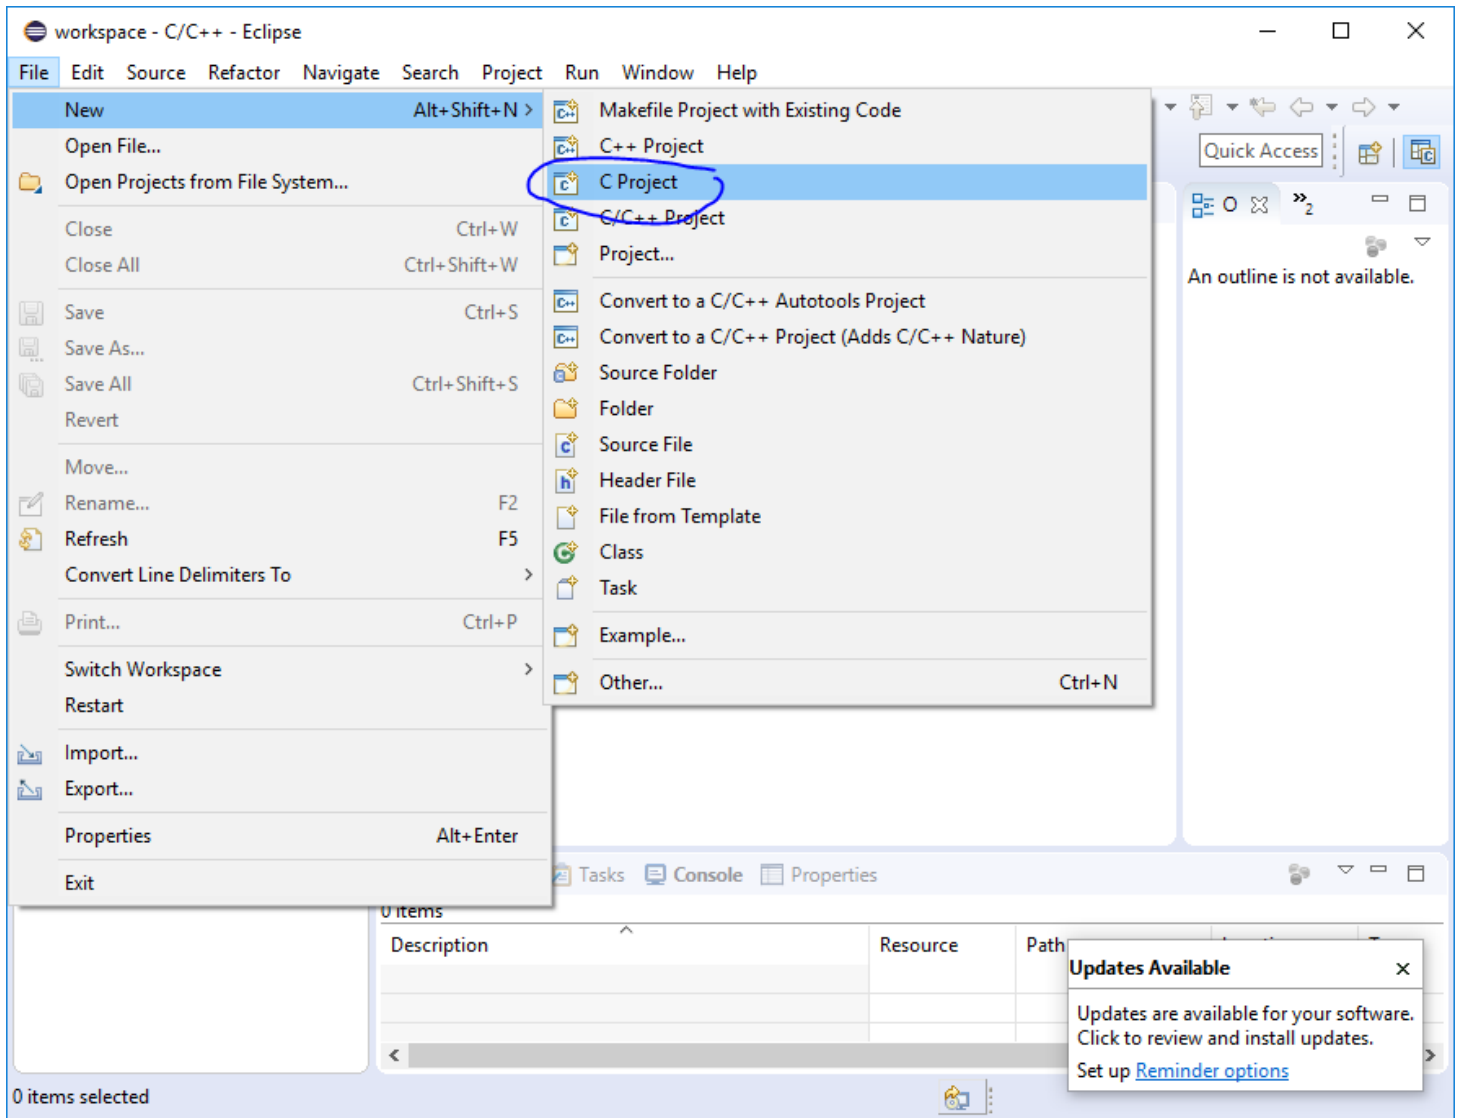 workspace - C/C++ - Eclipse
File Edit Source Refactor Navigate Search Project Run Window Help
New Alt+Shift+N >
Open File...
Open Projects from File System...
Close Ctrl+W
Close All Ctrl+Shift+W
Save Ctrl+S
Save As...
Save All Ctrl+Shift+S
Revert
Move...
Rename... F2
Refresh F5
Convert Line Delimiters To >
Print... Ctrl+P
Switch Workspace >
Restart
Import...
Export...
Properties Alt+Enter
Exit
Makefile Project with Existing Code
C++ Project
C Project
C/C++ Project
Project...
Convert to a C/C++ Autotools Project
Convert to a C/C++ Project (Adds C/C++ Nature)
Source Folder
Folder
Source File
Header File
File from Template
Class
Task
Example...
Other... Ctrl+N
Quick Access
O
2
An outline is not available.
Tasks Console Properties
0 items
Description Resource Path
Updates Available
Updates are available for your software.
Click to review and install updates.
Set up Reminder options
0 items selected